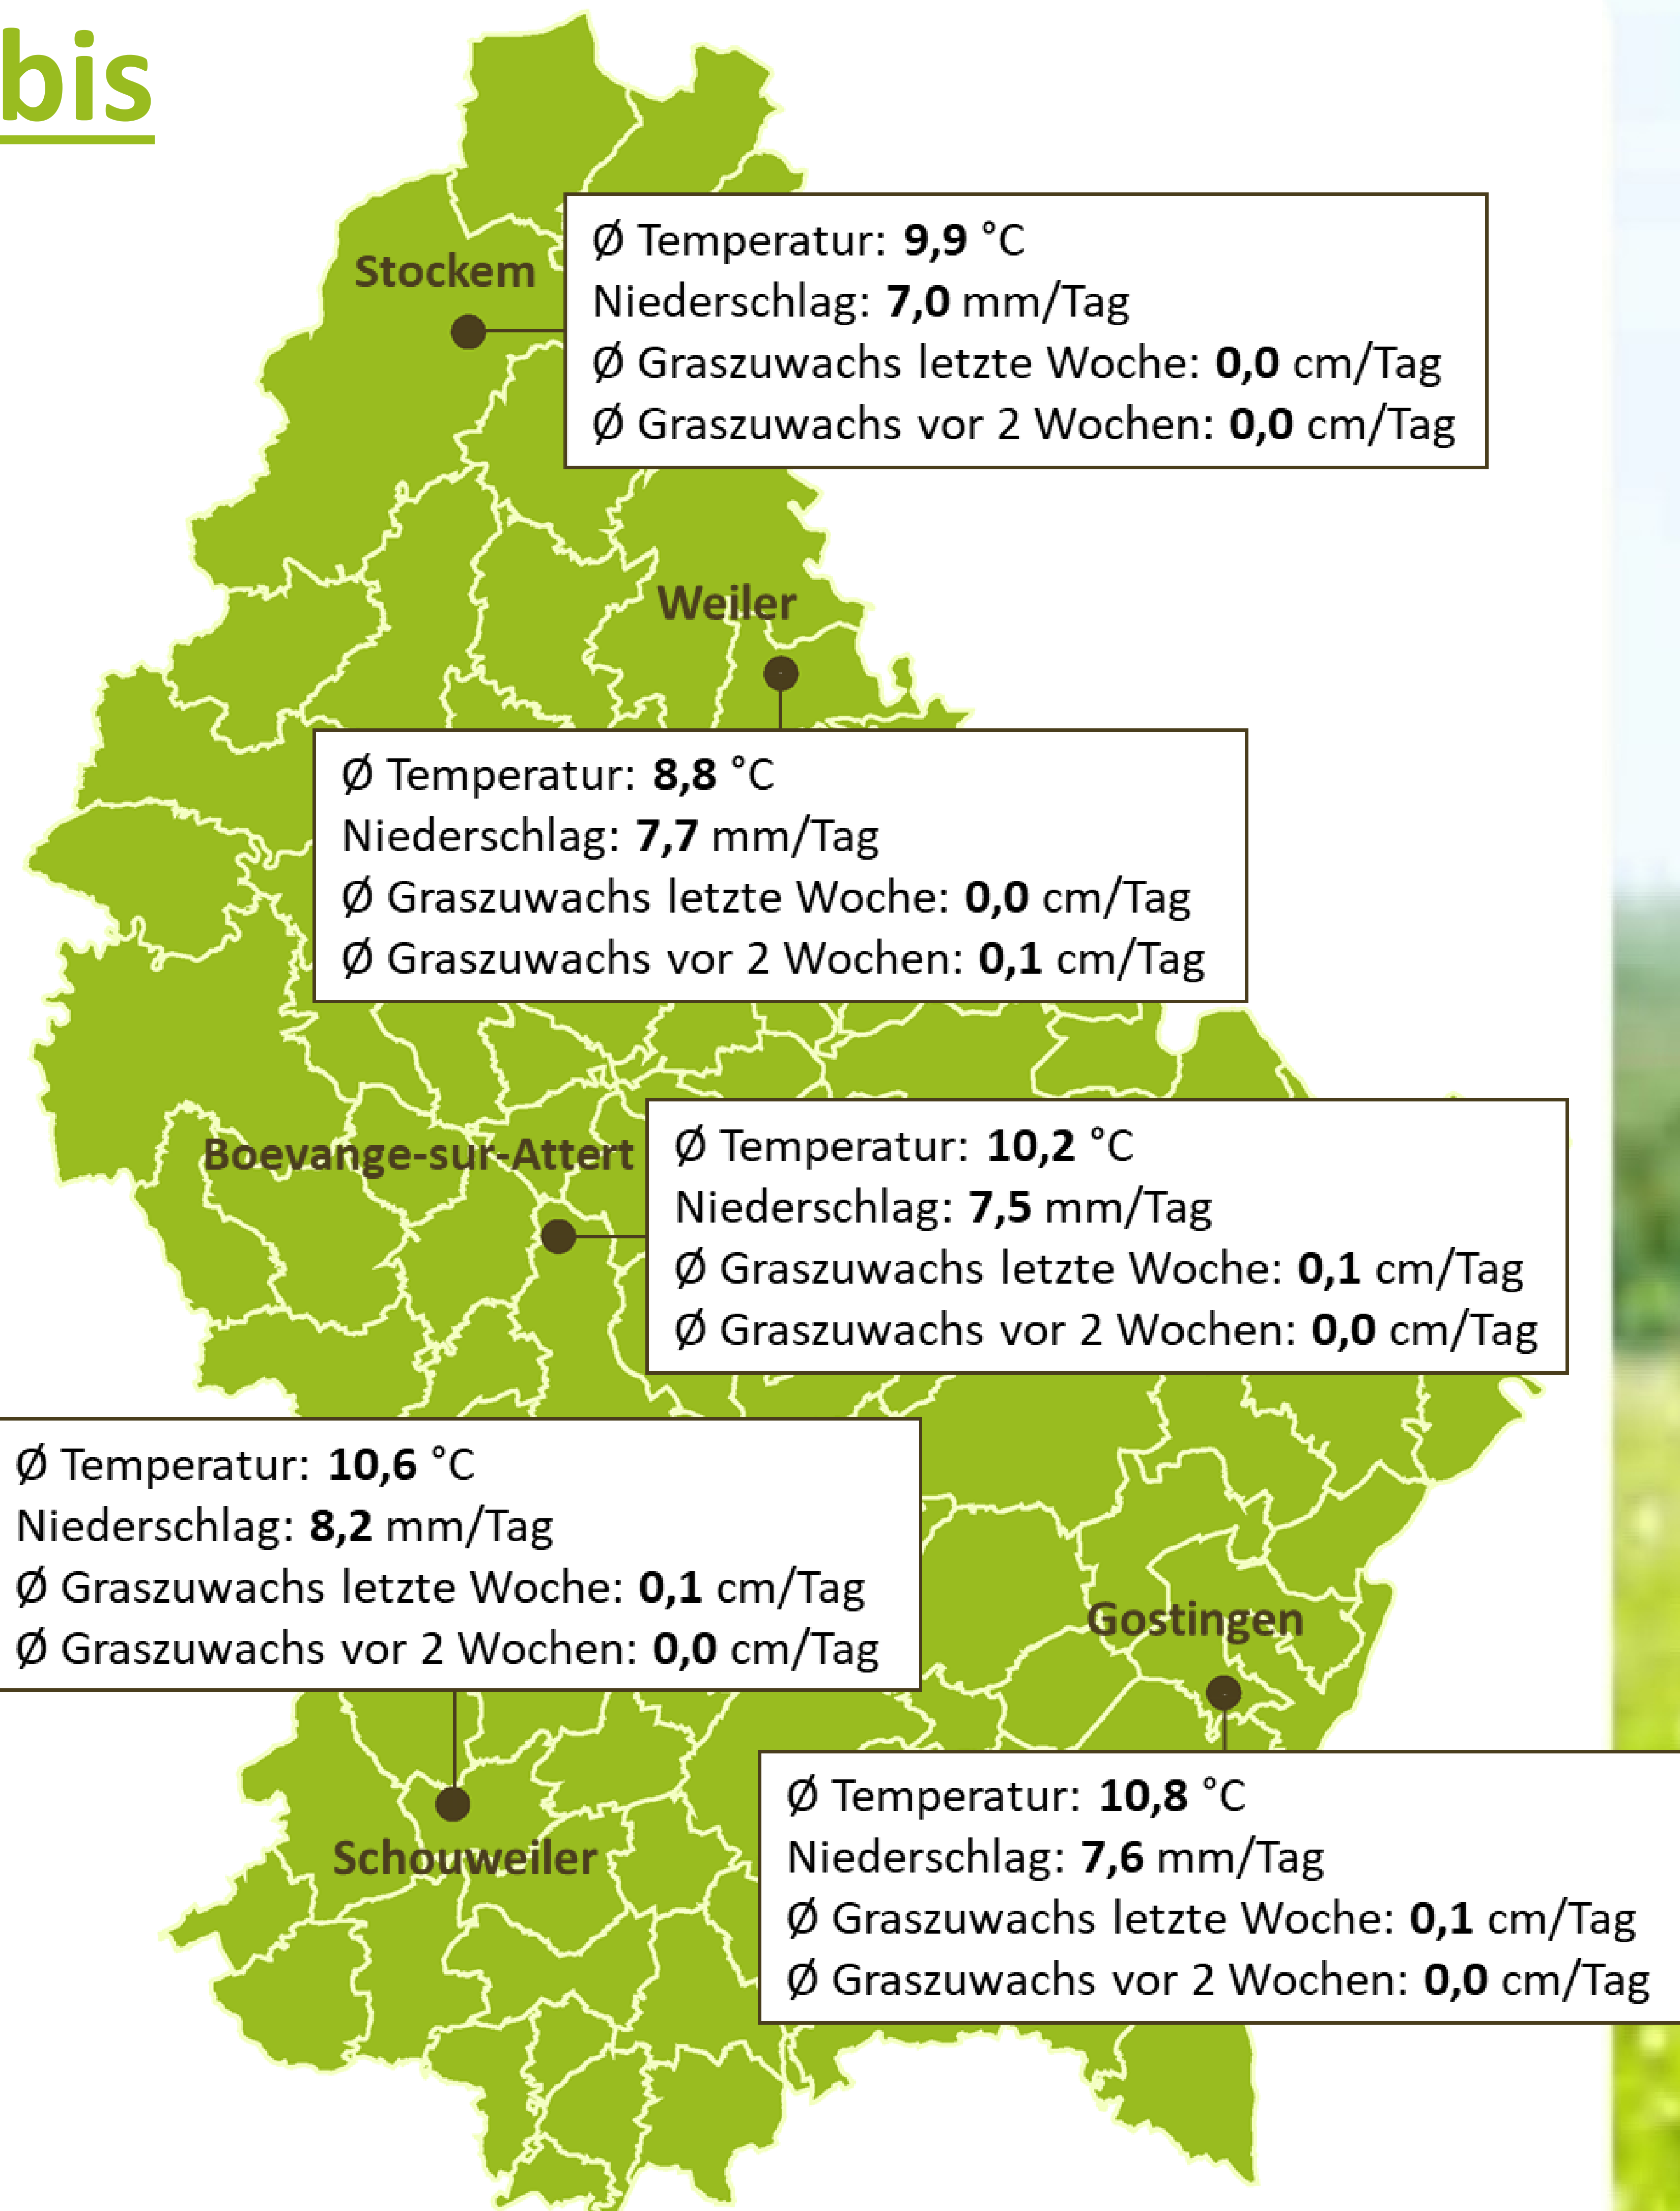 bis
Stockem
Ø Temperatur: 9,9 °C
Niederschlag: 7,0 mm/Tag
Ø Graszuwachs letzte Woche: 0,0 cm/Tag
Ø Graszuwachs vor 2 Wochen: 0,0 cm/Tag
Weiler
Ø Temperatur: 8,8 °C
Niederschlag: 7,7 mm/Tag
Ø Graszuwachs letzte Woche: 0,0 cm/Tag
Ø Graszuwachs vor 2 Wochen: 0,1 cm/Tag
Boevange-sur-Attert
Ø Temperatur: 10,2 °C
Niederschlag: 7,5 mm/Tag
Ø Graszuwachs letzte Woche: 0,1 cm/Tag
Ø Graszuwachs vor 2 Wochen: 0,0 cm/Tag
Ø Temperatur: 10,6 °C
Niederschlag: 8,2 mm/Tag
Ø Graszuwachs letzte Woche: 0,1 cm/Tag
Ø Graszuwachs vor 2 Wochen: 0,0 cm/Tag
Schouweiler
Gostingen
Ø Temperatur: 10,8 °C
Niederschlag: 7,6 mm/Tag
Ø Graszuwachs letzte Woche: 0,1 cm/Tag
Ø Graszuwachs vor 2 Wochen: 0,0 cm/Tag